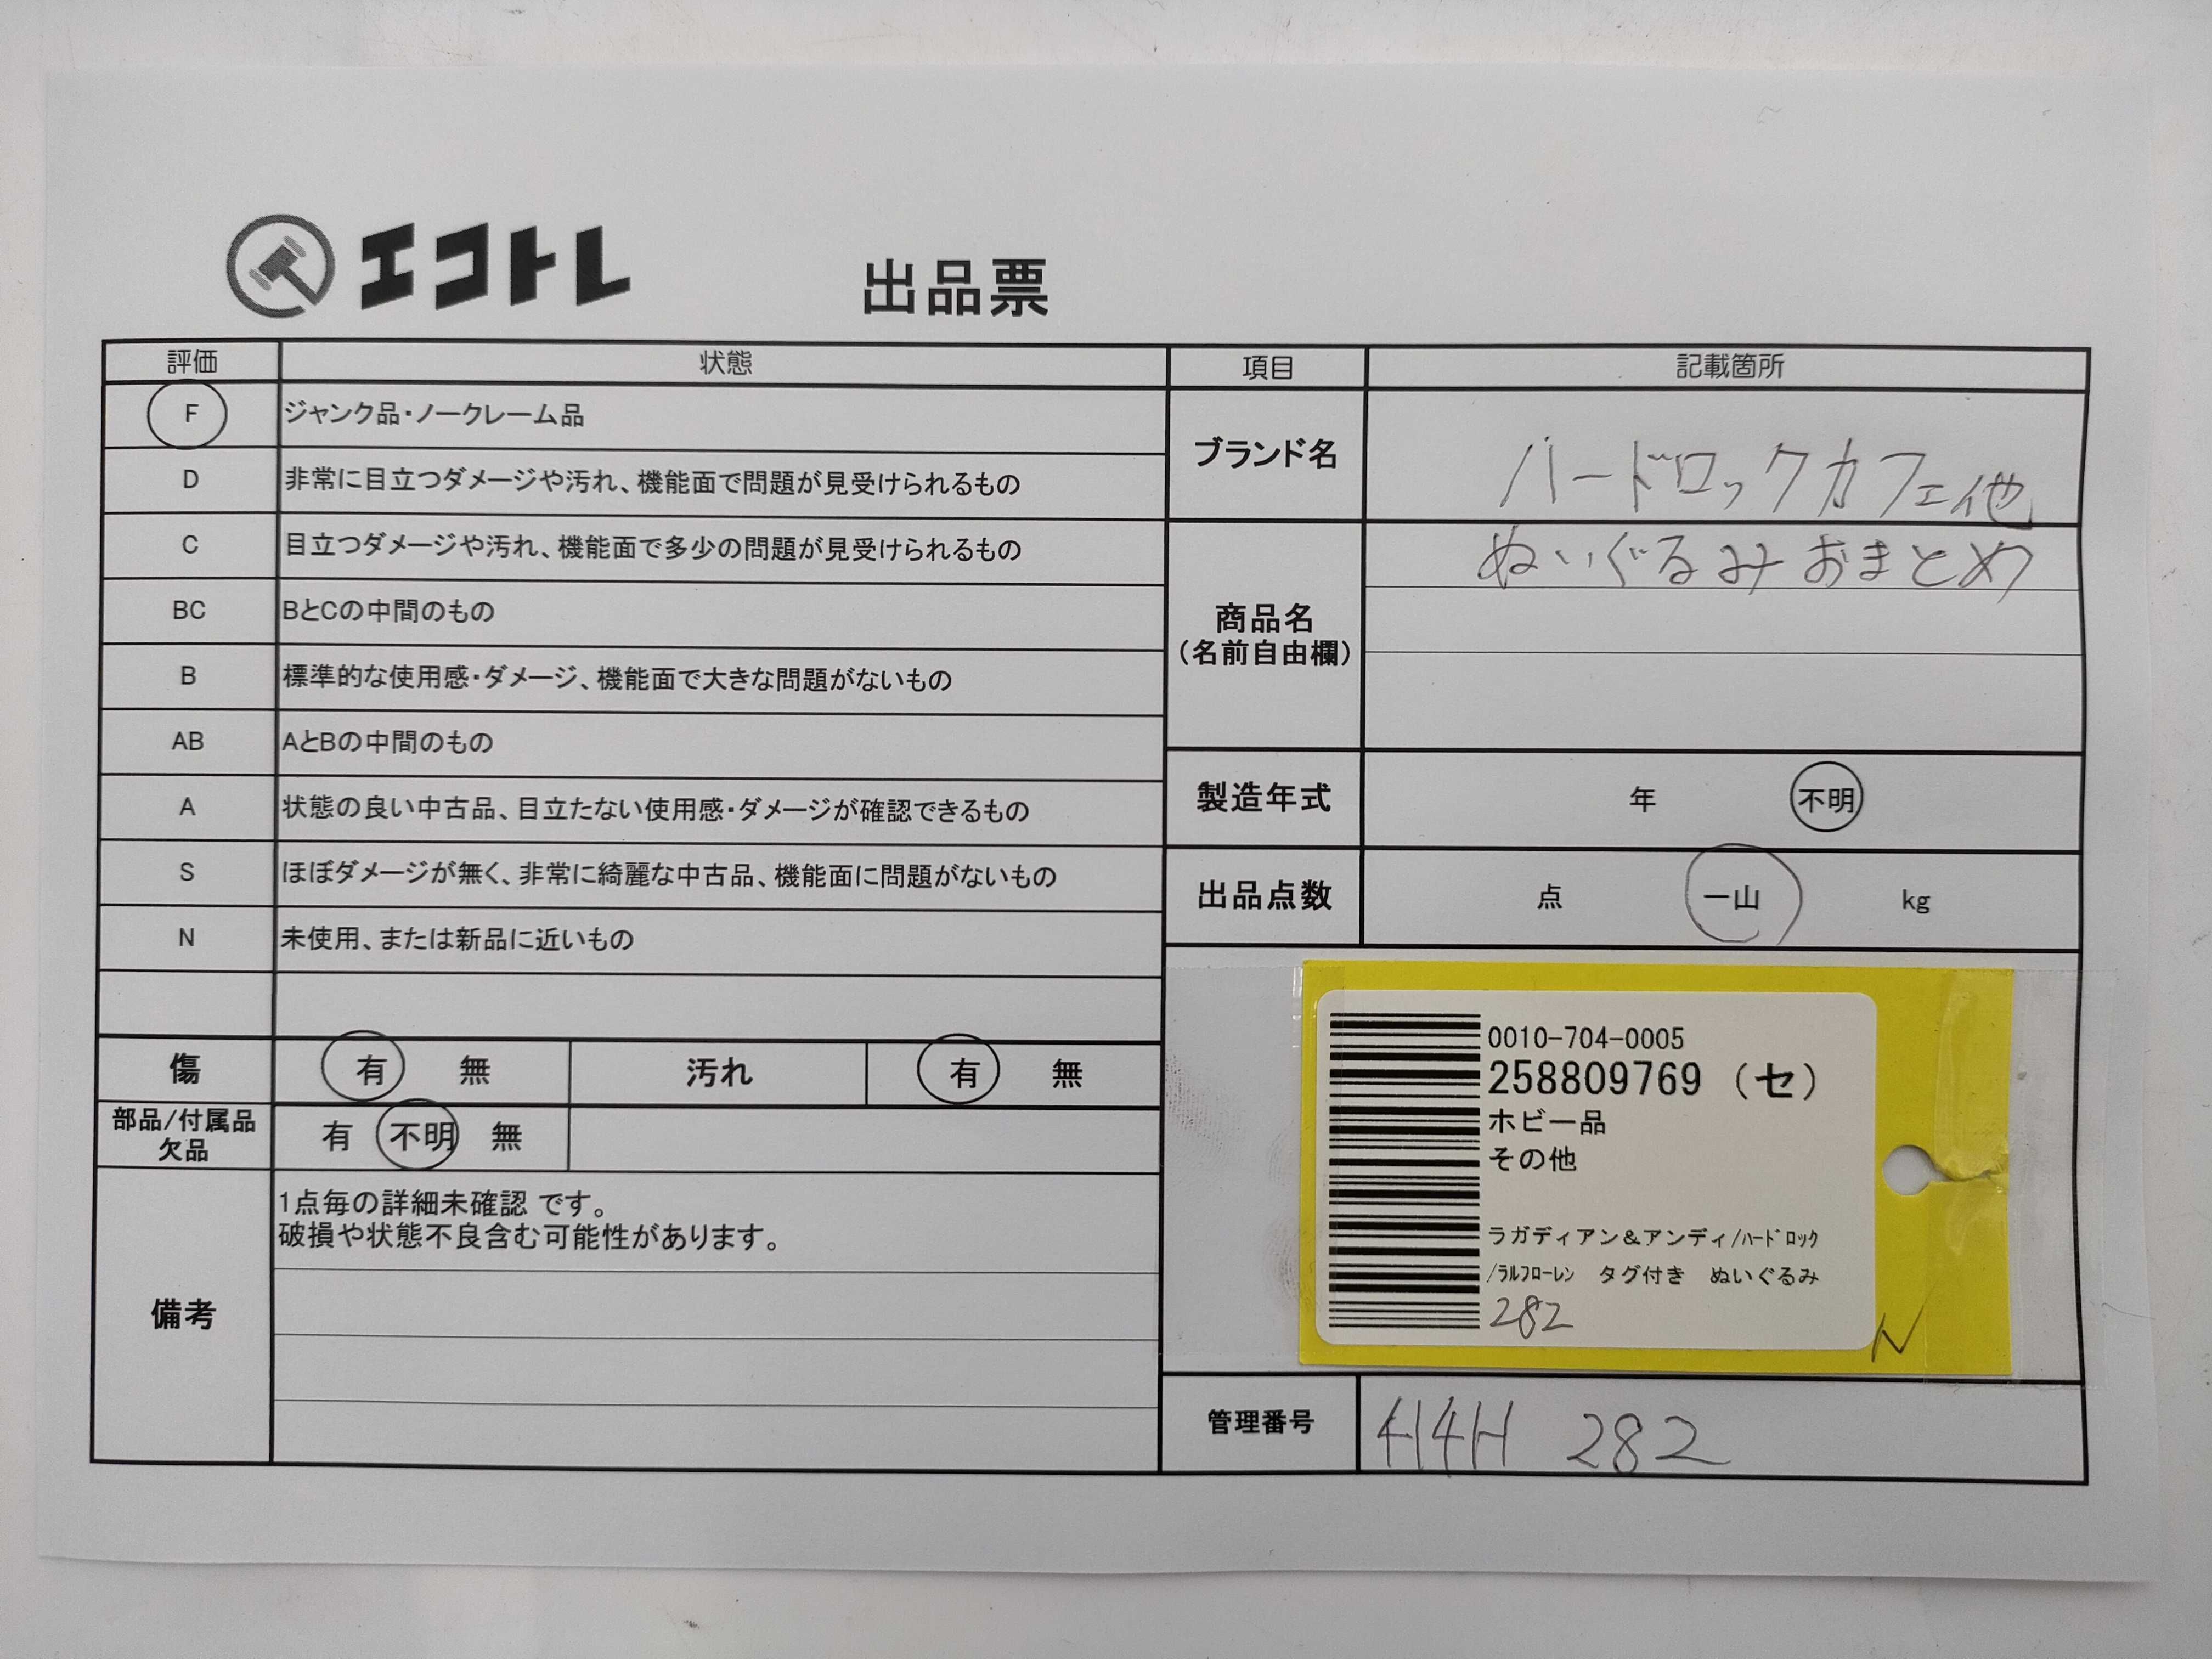 エコトレ
出品票
評価 状態
F ジャンク品・ノークレーム品
D 非常に目立つダメージや汚れ、機能面で問題が見受けられるもの
C 目立つダメージや汚れ、機能面で多少の問題が見受けられるもの
BC BとCの中間のもの
B 標準的な使用感・ダメージ、機能面で大きな問題がないもの
AB AとBの中間のもの
A 状態の良い中古品、目立たない使用感・ダメージが確認できるもの
S ほぼダメージが無く、非常に綺麗な中古品、機能面に問題がないもの
N 未使用、または新品に近いもの
傷 有 無 汚れ 有 無
部品/付属品
欠品
有 不明 無
備考
1点毎の詳細未確認 です。
破損や状態不良含む可能性があります。
項目 記載箇所
ブランド名 ハードロックカフェ他
商品名
(名前自由欄)
ぬいぐるみおまとめ
製造年式 年 不明
出品点数 点 一山 kg
0010-704-0005
258809769 (セ)
ホビー品
その他
ラガディアン&アンディ/ハードロック
/ラルフローレン タグ付き ぬいぐるみ
282
N
管理番号 H4H 282